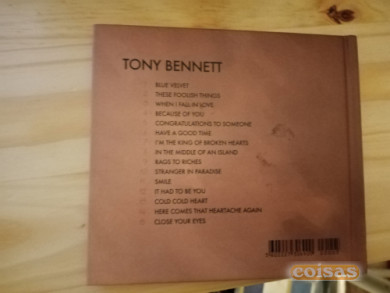 TONY BENNETT
BLUE VELVET
THESE FOOLISH THINGS
WHEN I FALL IN LOVE
BECAUSE OF YOU
CONGRATULATIONS TO SOMEONE
HAVE A GOOD TIME
I'M THE KING OF BROKEN HEARTS
IN THE MIDDLE OF AN ISLAND
RAGS TO RICHES
STRANGER IN PARADISE
SMILE
IT HAD TO BE YOU
COLD COLD HEART
HERE COMES THAT HEARTACHE AGAIN
CLOSE YOUR EYES
coisas